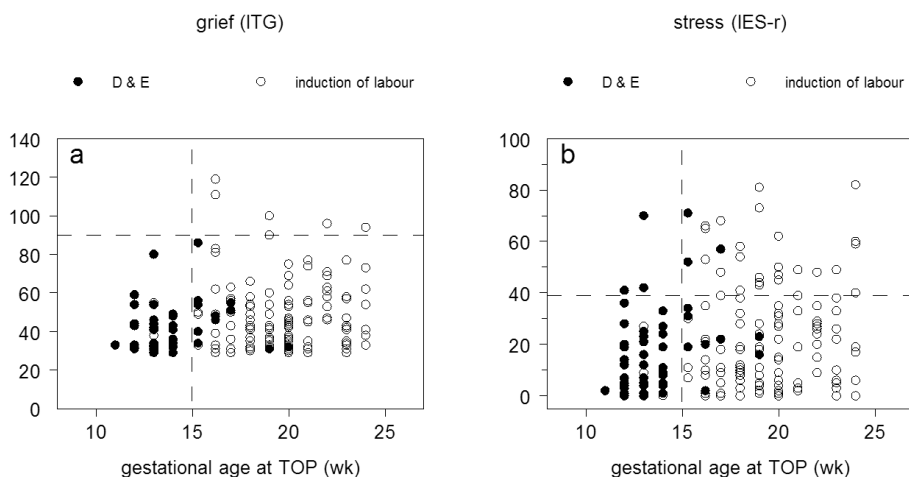 grief (ITG)
D & E
induction of labour
a
140
120
100
80
60
40
20
0
10
15
20
25
gestational age at TOP (wk)
stress (IES-r)
D & E
induction of labour
b
100
80
60
40
20
0
10
15
20
25
gestational age at TOP (wk)